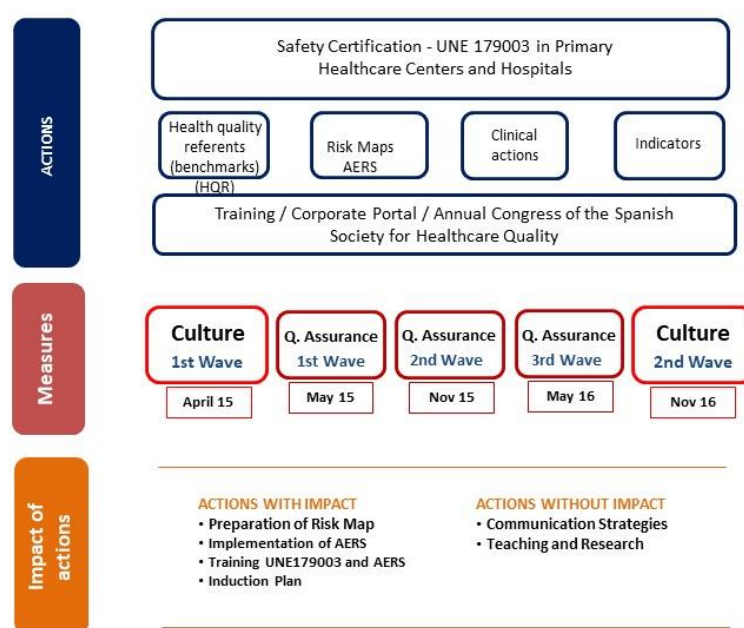 ACTIONS
Safety Certification - UNE 179003 in Primary
Healthcare Centers and Hospitals
Health quality
referents
(benchmarks)
(HQR)
Risk Maps
AERS
Clinical
actions
Indicators
Training / Corporate Portal / Annual Congress of the Spanish
Society for Healthcare Quality
Measures
Culture
1st Wave
April 15
Q. Assurance
1st Wave
May 15
Q. Assurance
2nd Wave
Nov 15
Q. Assurance
3rd Wave
May 16
Culture
2nd Wave
Nov 16
Impact of
actions
ACTIONS WITH IMPACT
• Preparation of Risk Map
• Implementation of AERS
• Training UNE179003 and AERS
• Induction Plan
ACTIONS WITHOUT IMPACT
• Communication Strategies
• Teaching and Research